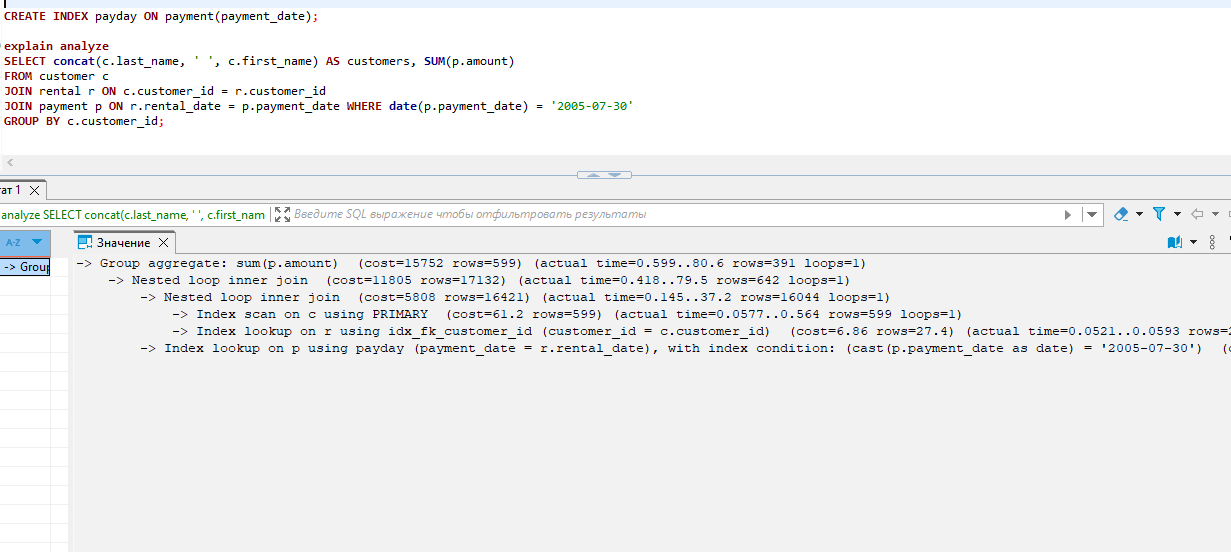 CREATE INDEX payday ON payment(payment_date);
explain analyze
SELECT concat(c.last_name, ' ', c.first_name) AS customers, SUM(p.amount)
FROM customer c
JOIN rental r ON c.customer_id = r.customer_id
JOIN payment p ON r.rental_date = p.payment_date WHERE date(p.payment_date) = '2005-07-30'
GROUP BY c.customer_id;
тат 1
analyze SELECT concat(c.last_name, ' ', c.first_nam
Введите SQL выражение чтобы отфильтровать результаты
A-Z
Значение
-> Group
-> Group aggregate: sum(p.amount) (cost=15752 rows=599) (actual time=0.599..80.6 rows=391 loops=1)
-> Nested loop inner join (cost=11805 rows=17132) (actual time=0.418..79.5 rows=642 loops=1)
-> Nested loop inner join (cost=5808 rows=16421) (actual time=0.145..37.2 rows=16044 loops=1)
-> Index scan on c using PRIMARY (cost=61.2 rows=599) (actual time=0.0577..0.564 rows=599 loops=1)
-> Index lookup on r using idx_fk_customer_id (customer_id = c.customer_id) (cost=6.86 rows=27.4) (actual time=0.0521..0.0593 rows=2
-> Index lookup on p using payday (payment_date = r.rental_date), with index condition: (cast(p.payment_date as date) = '2005-07-30') (c